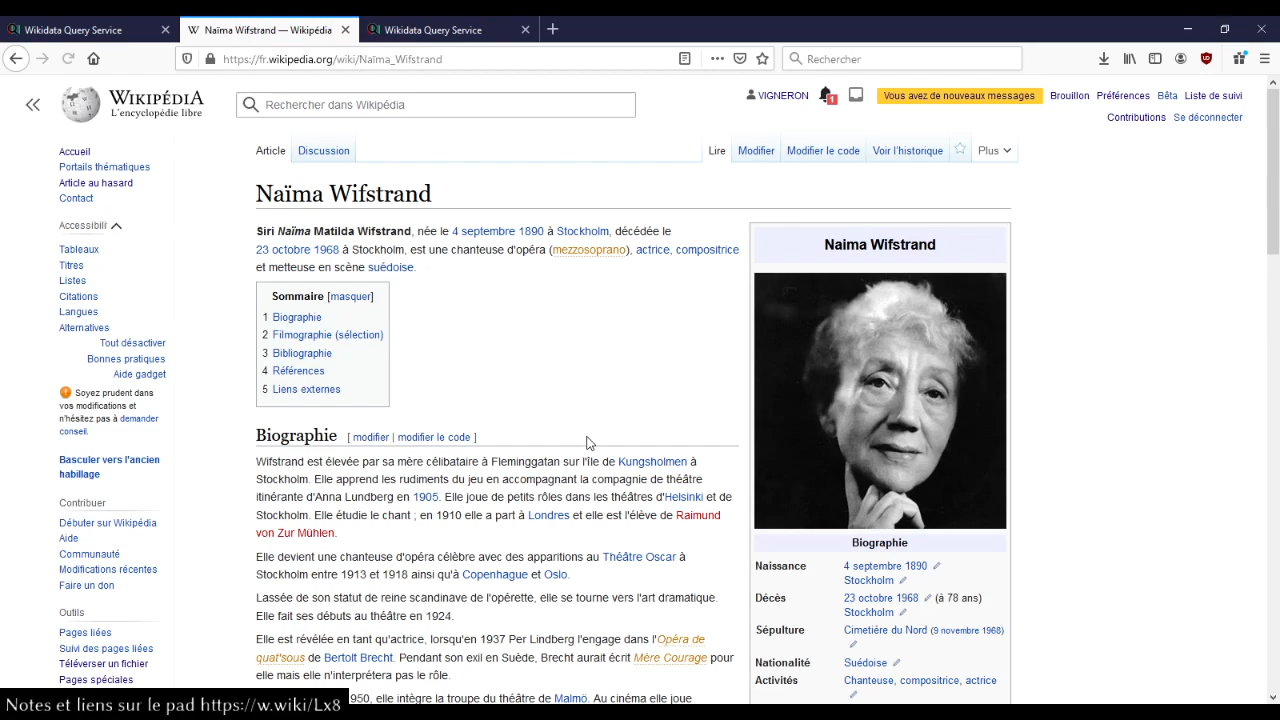 Wikidata Query Service
Naïma Wifstrand — Wikipédia
Wikidata Query Service
https://fr.wikipedia.org/wiki/Naïma_Wifstrand
Rechercher
WIKIPÉDIA
L'encyclopédie libre
Rechercher dans Wikipédia
VIGNERON
1
Vous avez de nouveaux messages
Brouillon
Préférences
Bêta
Liste de suivi
Contributions
Se déconnecter
Accueil
Portails thématiques
Article au hasard
Contact
Accessibilit
Tableaux
Titres
Listes
Citations
Langues
Alternatives
Tout désactiver
Bonnes pratiques
Aide gadget
Soyez prudent dans
vos modifications et
n'hésitez pas à demander
conseil.
Basculer vers l'ancien
habillage
Contribuer
Débuter sur Wikipédia
Aide
Communauté
Modifications récentes
Faire un don
Outils
Pages liées
Suivi des pages liées
Téléverser un fichier
Pages spéciales
Article
Discussion
Lire
Modifier
Modifier le code
Voir l'historique
Plus
Naïma Wifstrand
Siri Naïma Matilda Wifstrand, née le 4 septembre 1890 à Stockholm, décédée le
23 octobre 1968 à Stockholm, est une chanteuse d'opéra (mezzosoprano), actrice, compositrice
et metteuse en scène suédoise.
Sommaire [masquer]
1 Biographie
2 Filmographie (sélection)
3 Bibliographie
4 Références
5 Liens externes
Biographie [ modifier | modifier le code ]
Wifstrand est élevée par sa mère célibataire à Fleminggatan sur l'île de Kungsholmen à
Stockholm. Elle apprend les rudiments du jeu en accompagnant la compagnie de théâtre
itinérante d'Anna Lundberg en 1905. Elle joue de petits rôles dans les théâtres d'Helsinki et de
Stockholm. Elle étudie le chant ; en 1910 elle a part à Londres et elle est l'élève de Raimund
von Zur Mühlen.
Elle devient une chanteuse d'opéra célèbre avec des apparitions au Théâtre Oscar à
Stockholm entre 1913 et 1918 ainsi qu'à Copenhague et Oslo.
Lassée de son statut de reine scandinave de l'opérette, elle se tourne vers l'art dramatique.
Elle fait ses débuts au théâtre en 1924.
Elle est révélée en tant qu'actrice, lorsqu'en 1937 Per Lindberg l'engage dans l'Opéra de
quat'sous de Bertolt Brecht. Pendant son exil en Suède, Brecht aurait écrit Mère Courage pour
elle mais elle n'interprétera pas le rôle.
950, elle intègre la troupe du théâtre de Malmö. Au cinéma elle joue
Naima Wifstrand
Biographie
Naissance 4 septembre 1890
Stockholm
Décès 23 octobre 1968 (à 78 ans)
Stockholm
Sépulture Cimetière du Nord (9 novembre 1968)
Nationalité Suédoise
Activités Chanteuse, compositrice, actrice
Notes et liens sur le pad https://w.wiki/Lx8